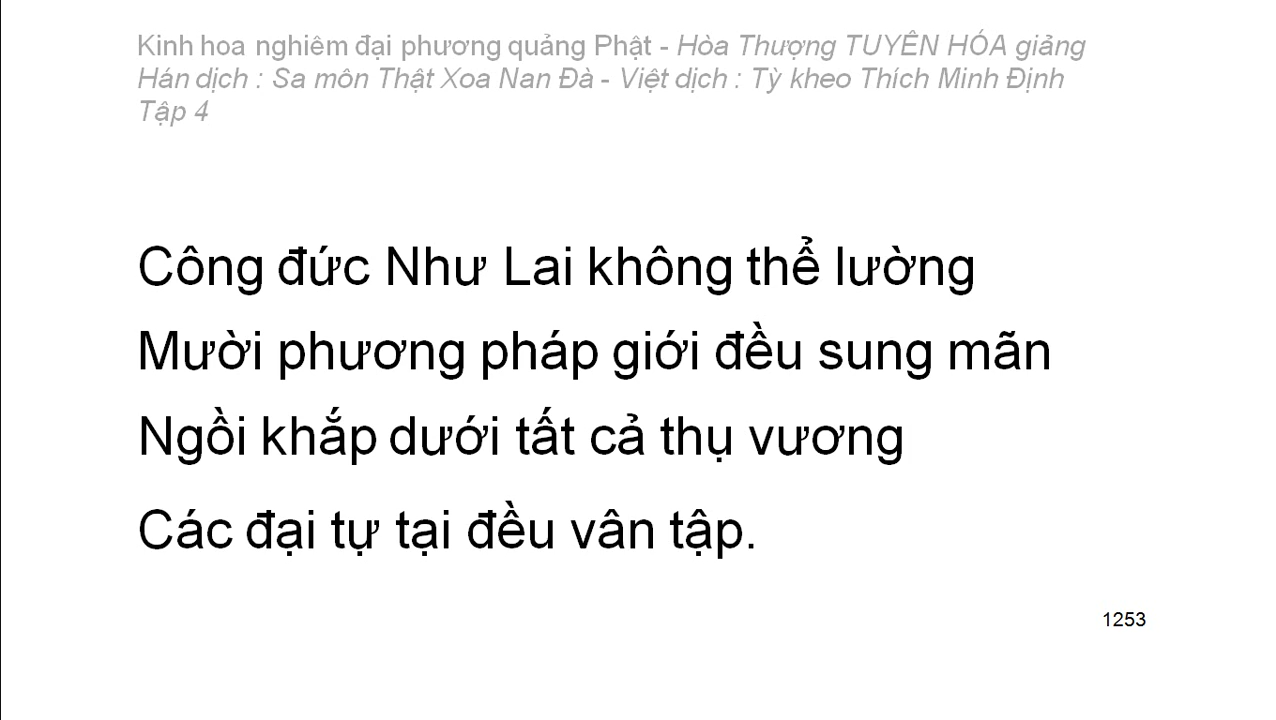 Kinh hoa nghiêm đại phương quảng Phật - Hòa Thượng TUYÊN HÓA giảng
Hán dịch : Sa môn Thật Xoa Nan Đà - Việt dịch : Tỳ kheo Thích Minh Định
Tập 4
Công đức Như Lai không thể lường
Mười phương pháp giới đều sung mãn
Ngồi khắp dưới tất cả thụ vương
Các đại tự tại đều vân tập.
1253